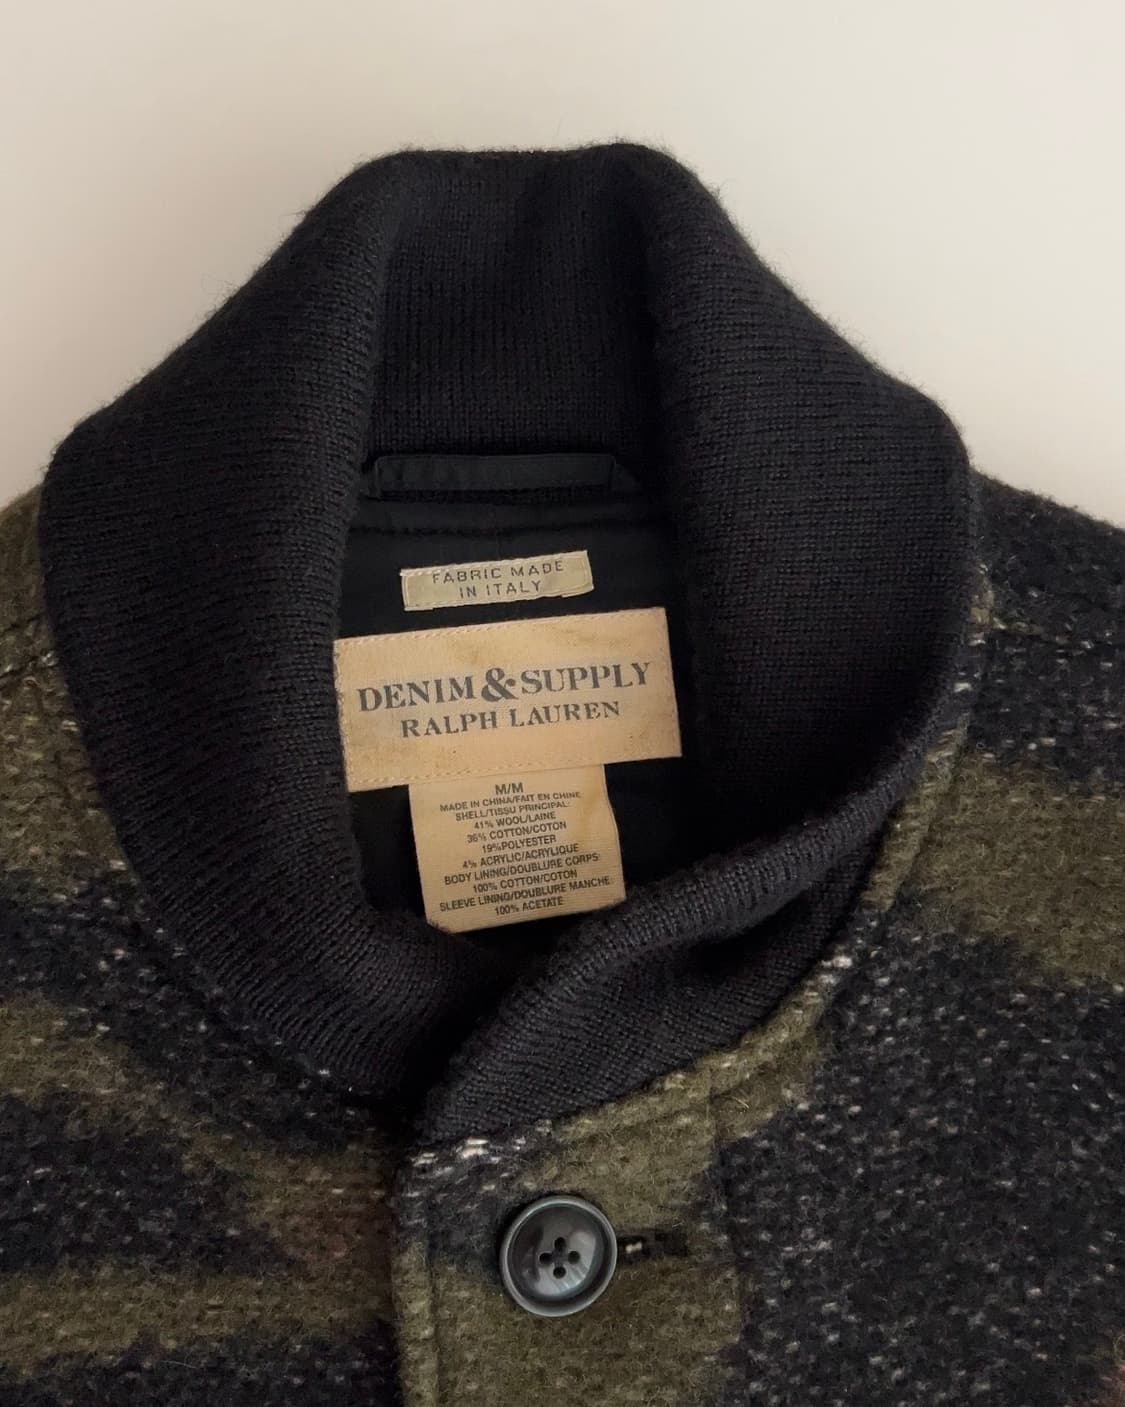 FABRIC MADE
IN ITALY
DENIM & SUPPLY
RALPH LAUREN
M/M
MADE IN CHINA/FAIT EN CHINE
SHELL/TISSU PRINCIPAL:
41% WOOL/LAINE
36% COTTON/COTON
19%POLYESTER
4% ACRYLIC/ACRYLIQUE
BODY LINING/DOUBLURE CORPS:
100% COTTON/COTON
SLEEVE LINING/DOUBLURE MANCHE:
100% ACETATE